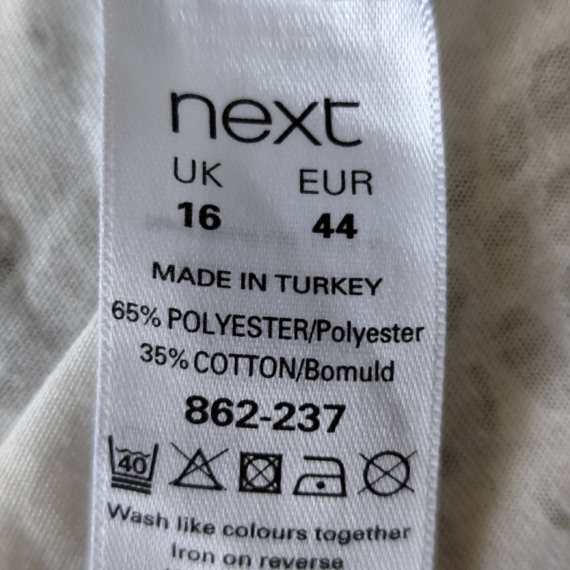 next
UK EUR
16 44
MADE IN TURKEY
65% POLYESTER/Polyester
35% COTTON/Bomuld
862-237
40
Wash like colours together
Iron on reverse